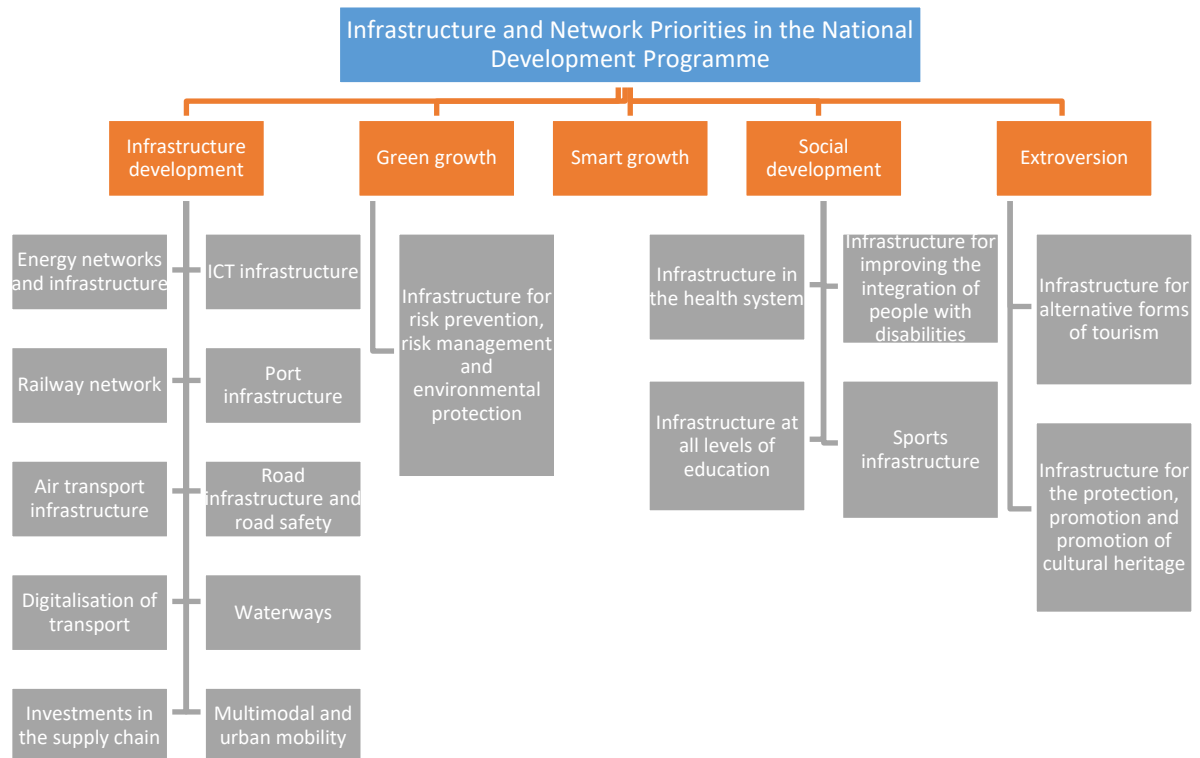 Infrastructure and Network Priorities in the National
Development Programme
Infrastructure
development
Green growth
Smart growth
Social
development
Extroversion
Energy networks
and infrastructure
ICT infrastructure
Railway network
Port
infrastructure
Air transport
infrastructure
Road
infrastructure and
road safety
Digitalisation of
transport
Waterways
Investments in
the supply chain
Multimodal and
urban mobility
Infrastructure for
risk prevention,
risk management
and
environmental
protection
Infrastructure in
the health system
Infrastructure for
improving the
integration of
people with
disabilities
Infrastructure at
all levels of
education
Sports
infrastructure
Infrastructure for
alternative forms
of tourism
Infrastructure for
the protection,
promotion and
promotion of
cultural heritage